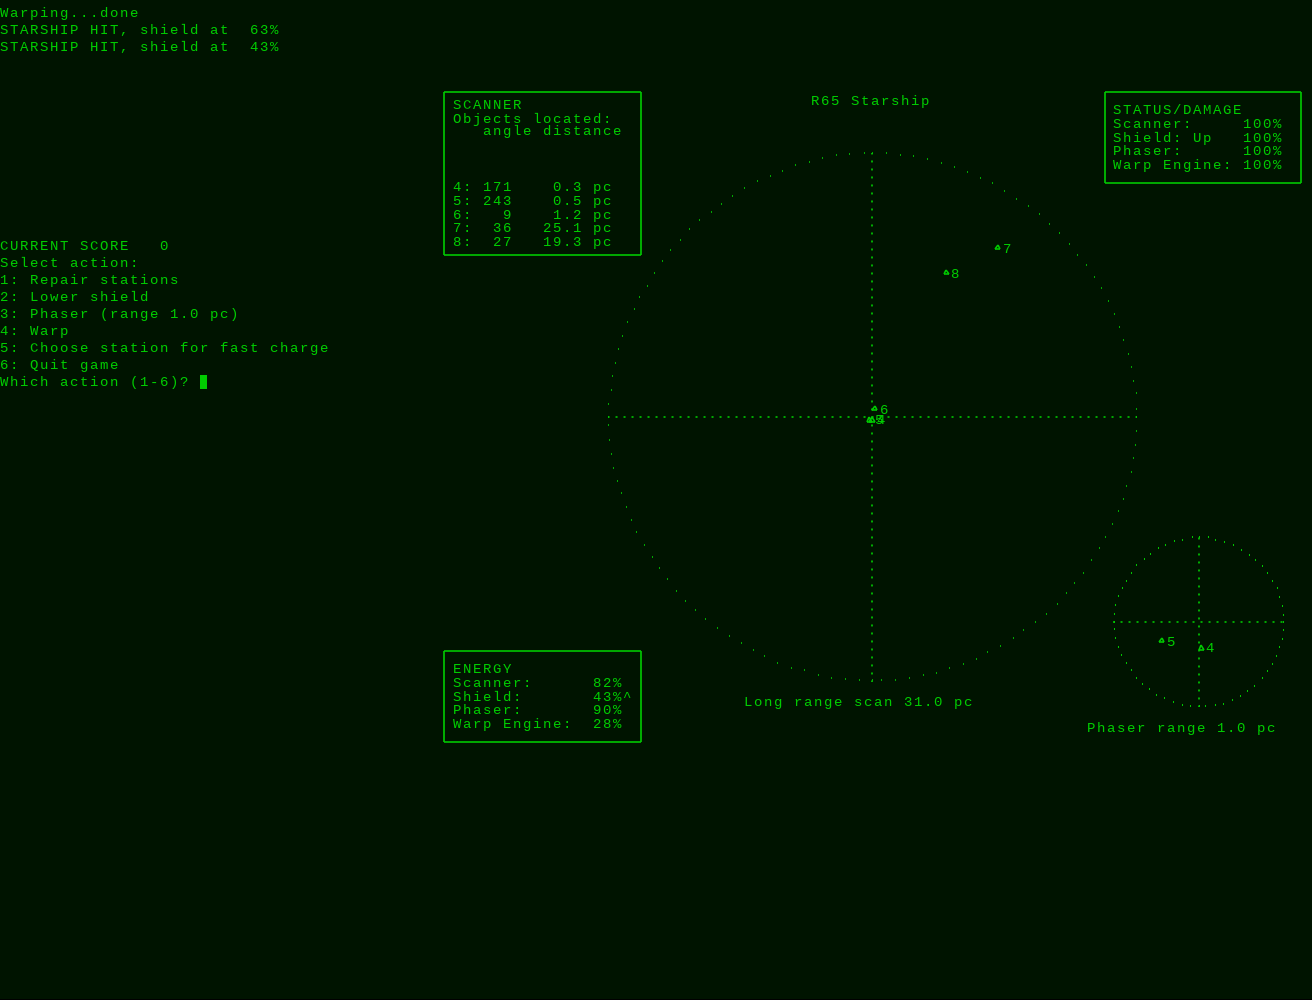 Warping...done
STARSHIP HIT, shield at  63%
STARSHIP HIT, shield at  43%
SCANNER
Objects located:
   angle distance
4: 171    0.3 pc
5: 243    0.5 pc
6:   9    1.2 pc
7:  36   25.1 pc
8:  27   19.3 pc
R65 Starship
STATUS/DAMAGE
Scanner:     100%
Shield: Up   100%
Phaser:      100%
Warp Engine: 100%
CURRENT SCORE   0
Select action:
1: Repair stations
2: Lower shield
3: Phaser (range 1.0 pc)
4: Warp
5: Choose station for fast charge
6: Quit game
Which action (1-6)?
7
8
6
5
4
Long range scan 31.0 pc
ENERGY
Scanner:      82%
Shield:       43%^
Phaser:       90%
Warp Engine:  28%
5
4
Phaser range 1.0 pc